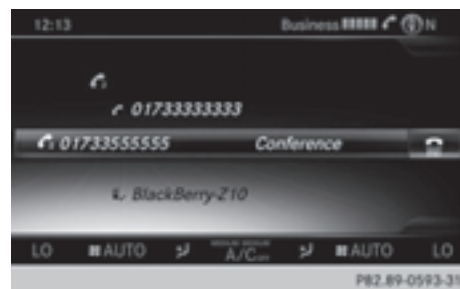 12:13 Business N
01733333333
01733555555 Conference
BlackBerry-Z10
LO AUTO A/C AUTO LO
P82.89-0593-31